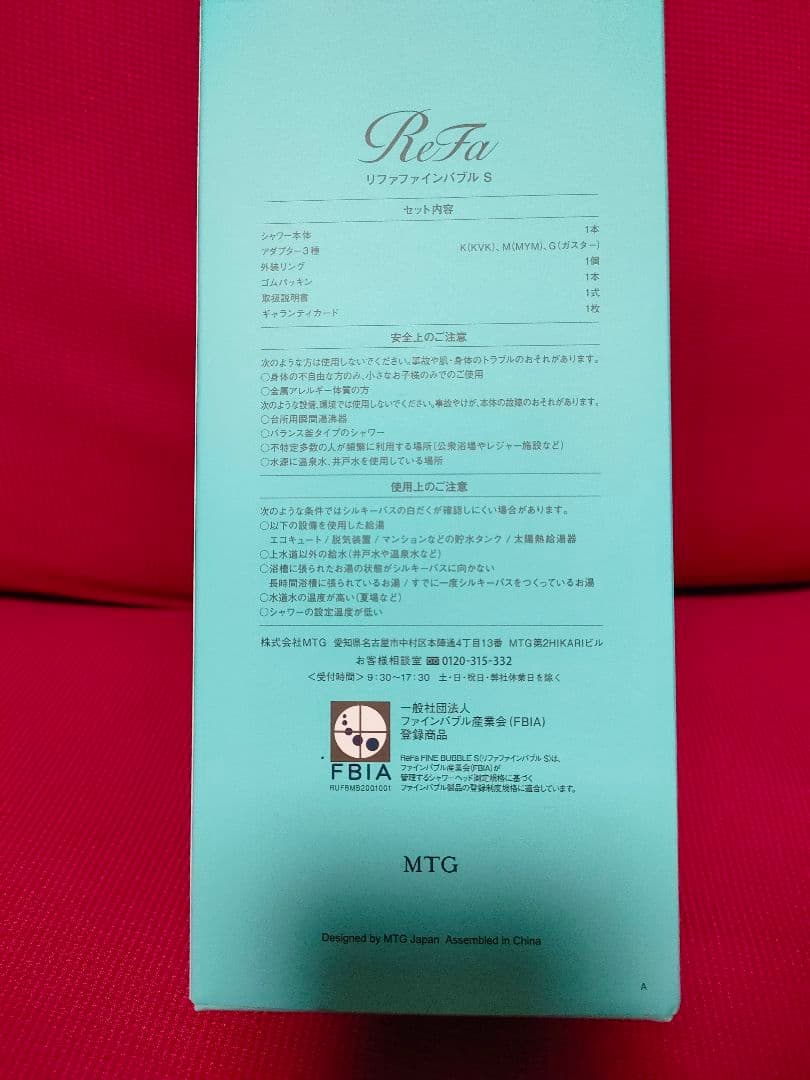 ReFa
リファファインバブル S
セット内容
シャワー本体 1本
アダプター3種 K(KVK)、M(MYM)、G(ガスター)
外装リング 1個
ゴムパッキン 1本
取扱説明書 1式
ギャランティカード 1枚
安全上のご注意
次のような方は使用しないでください。事故や肌・身体のトラブルのおそれがあります。
○身体の不自由な方のみ、小さなお子様のみでのご使用
○金属アレルギー体質の方
次のような設備、環境では使用しないでください。事故やけが、本体の故障のおそれがあります。
○台所用瞬間湯沸器
○バランス釜タイプのシャワー
○不特定多数の人が頻繁に利用する場所(公衆浴場やレジャー施設など)
○水源に温泉水、井戸水を使用している場所
使用上のご注意
次のような条件ではシルキーバスの白だくが確認しにくい場合があります。
○以下の設備を使用した給湯
エコキュート / 脱気装置 / マンションなどの貯水タンク / 太陽熱給湯器
○上水道以外の給水(井戸水や温泉水など)
○浴槽に張られたお湯の状態がシルキーバスに向かない
長時間浴槽に張られているお湯 / すでに一度シルキーバスをつくっているお湯
○水道水の温度が高い(夏場など)
○シャワーの設定温度が低い
株式会社MTG 愛知県名古屋市中村区本陣通4丁目13番 MTG第2HIKARIビル
お客様相談室 0120-315-332
<受付時間> 9:30〜17:30 土・日・祝日・弊社休業日を除く
一般社団法人
ファインバブル産業会(FBIA)
登録商品
FBIA
RUFBMB2001001
ReFa FINE BUBBLE S(リファファインバブル S)は、
ファインバブル産業会(FBIA)が
管理するシャワーヘッド測定規格に基づく
ファインバブル製品の登録制度規格に適合しています。
MTG
Designed by MTG Japan Assembled in China
A